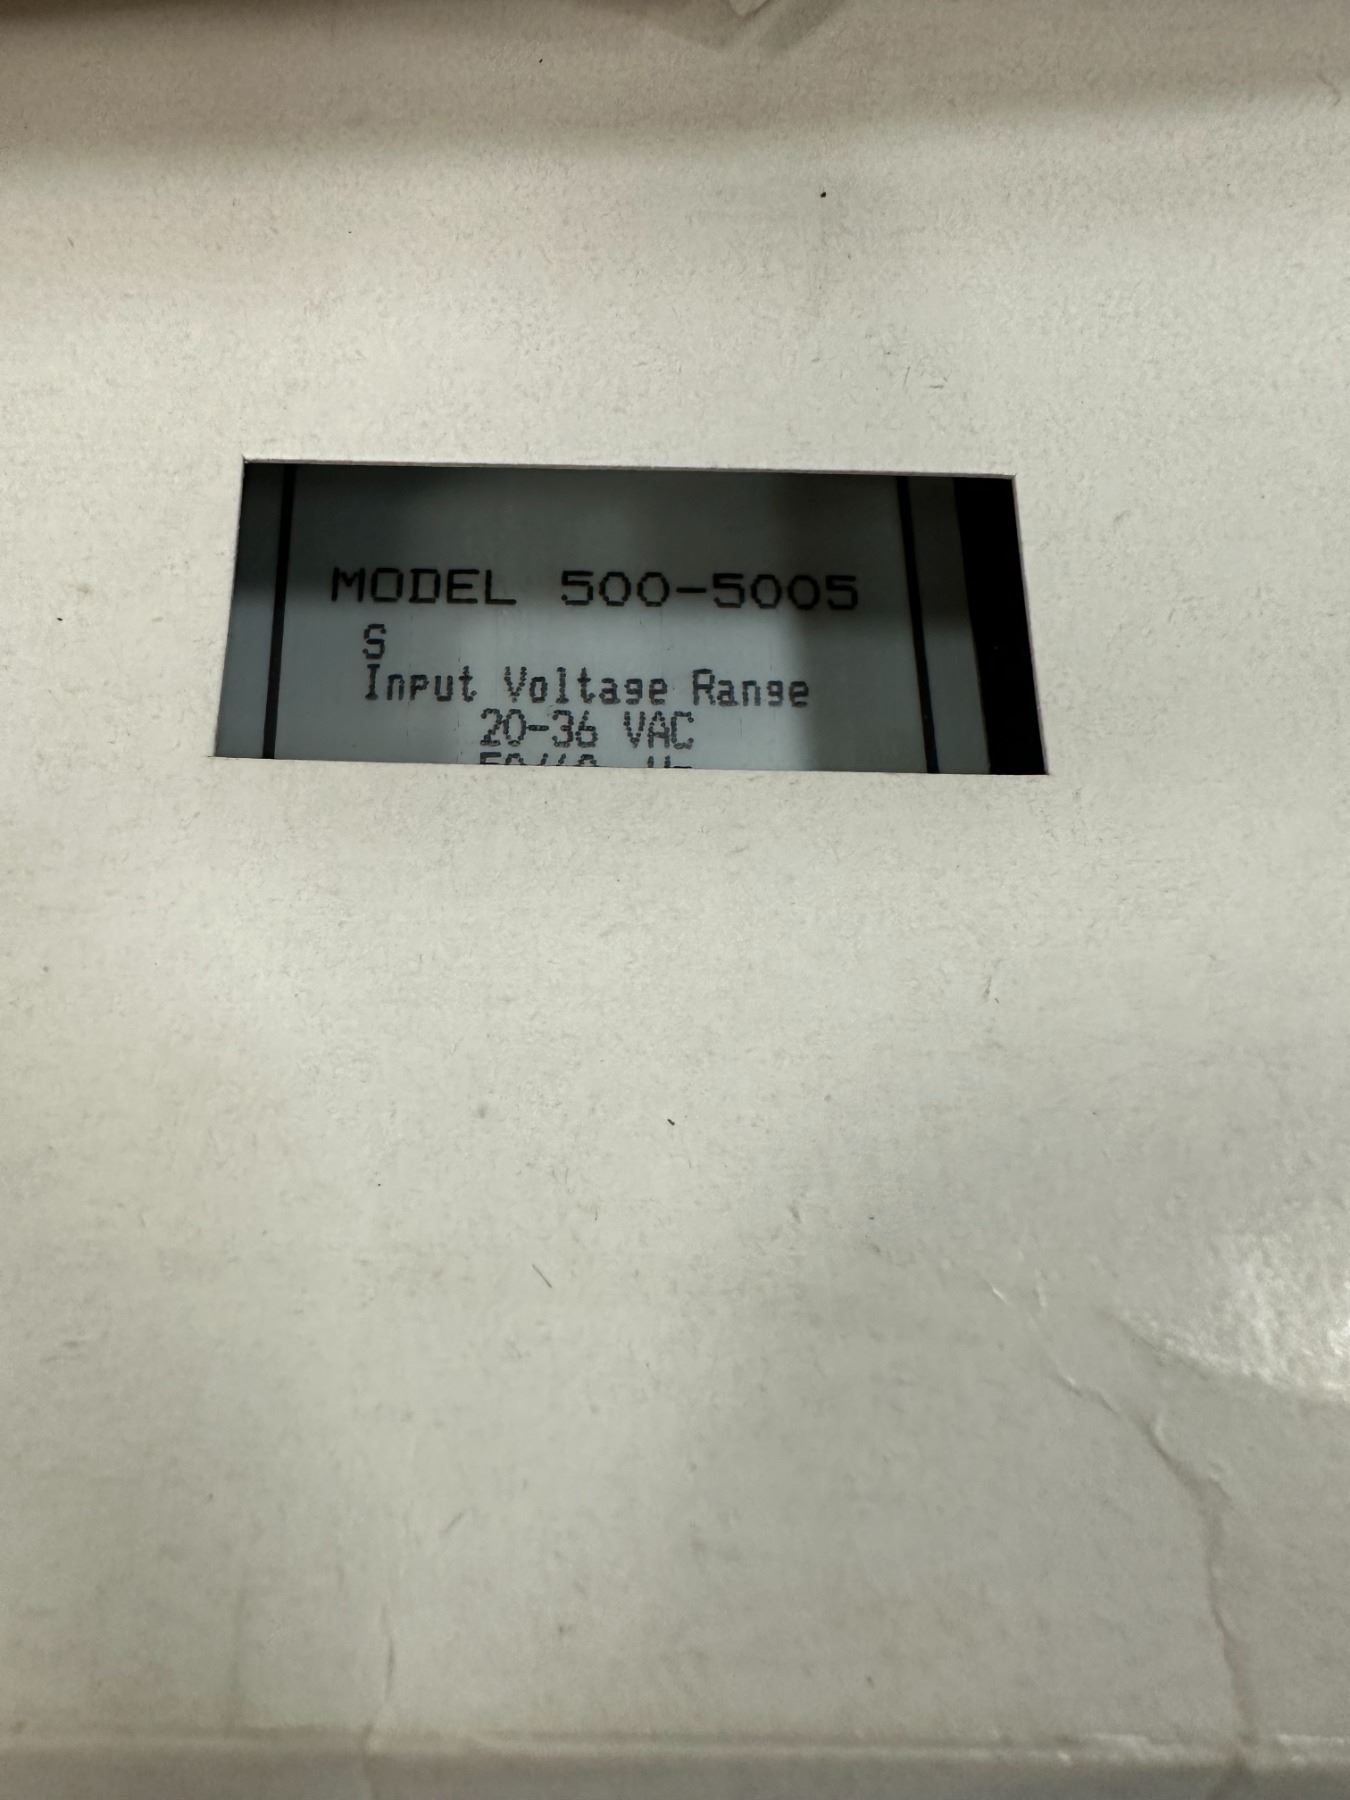 MODEL 500-5005
S
Input Voltage Range
20-36 VAC